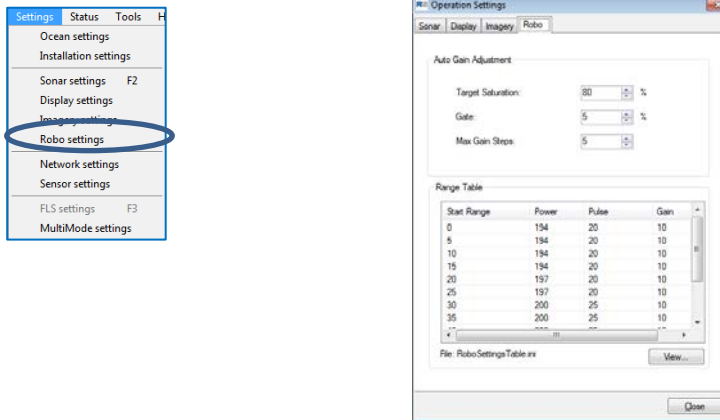 Settings Status Tools H
Ocean settings
Installation settings
Sonar settings F2
Display settings
Imagery settings
Robo settings
Network settings
Sensor settings
FLS settings F3
MultiMode settings
Operation Settings
Sonar Display Imagery Robo
Auto Gain Adjustment
Target Saturation: 80 %
Gate: 5 %
Max Gain Steps: 5
Range Table
Start Range Power Pulse Gain
0 194 20 10
5 194 20 10
10 194 20 10
15 194 20 10
20 197 20 10
25 197 20 10
30 200 25 10
35 200 25 10
File: RoboSettingsTable.ini View...
Close